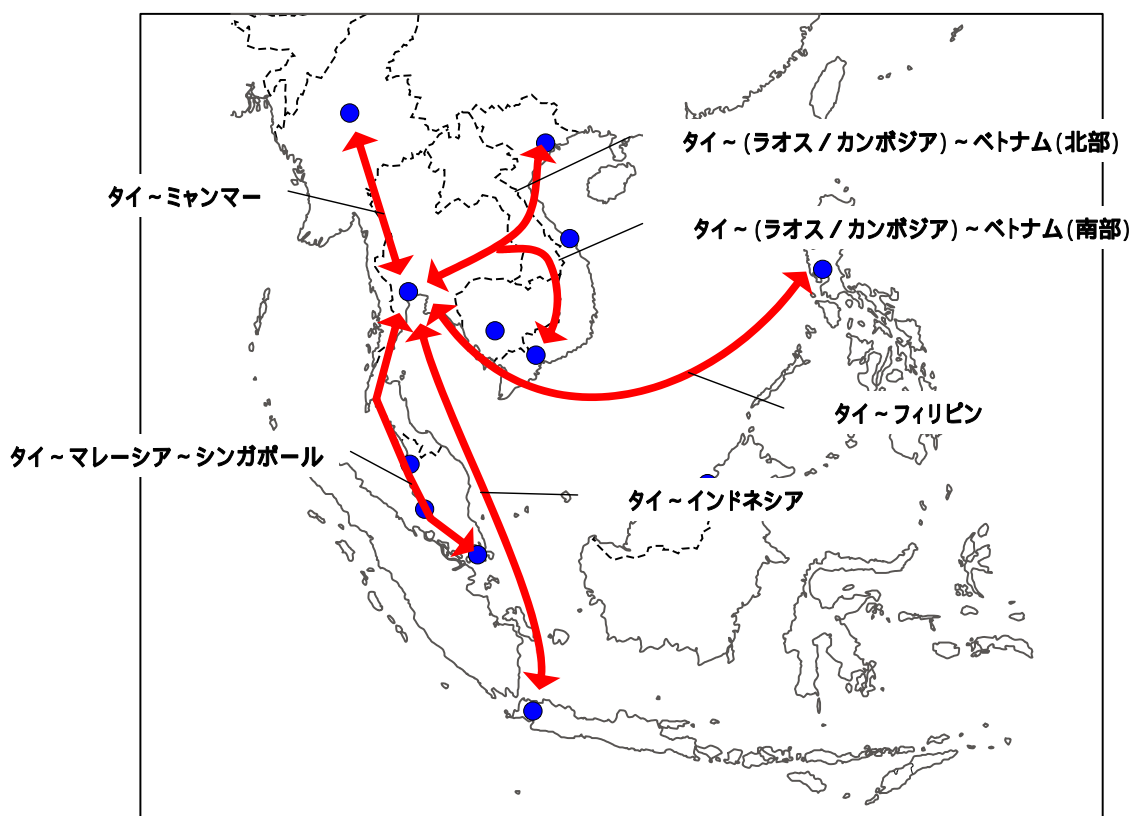 タイ～(ラオス/カンボジア)～ベトナム(北部)
タイ～ミャンマー
タイ～(ラオス/カンボジア)～ベトナム(南部)
タイ～フィリピン
タイ～マレーシア～シンガポール
タイ～インドネシア